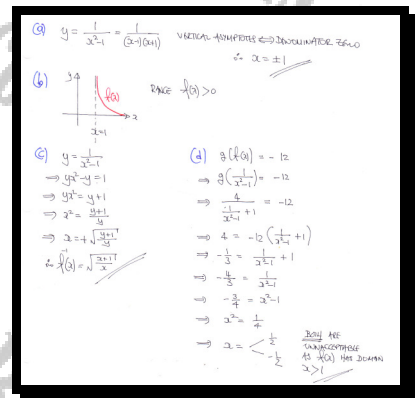 (a) y = 1/(x²-1) = 1/((x-1)(x+1)) VERTICAL ASYMPTOTES ⟺ DENOMINATOR ZERO
∴ x = ±1
(b) y f(x) x x=1 RANGE f(x) > 0
(c) y = 1/(x²-1)
⇒ yx²-y = 1
⇒ yx² = y+1
⇒ x² = (y+1)/y
⇒ x = +√((y+1)/y)
∴ f⁻¹(x) = √((x+1)/x)
(d) g(f(x)) = -12
⇒ g(1/(x²-1)) = -12
⇒ 4/(1/(x²-1) + 1) = -12
⇒ 4 = -12(1/(x²-1) + 1)
⇒ -1/3 = 1/(x²-1) + 1
⇒ -4/3 = 1/(x²-1)
⇒ -3/4 = x²-1
⇒ x² = 1/4
⇒ x = < 1/2
-1/2
BOTH ARE
UNACCEPTABLE
AS f(x) HAS DOMAIN
x>1